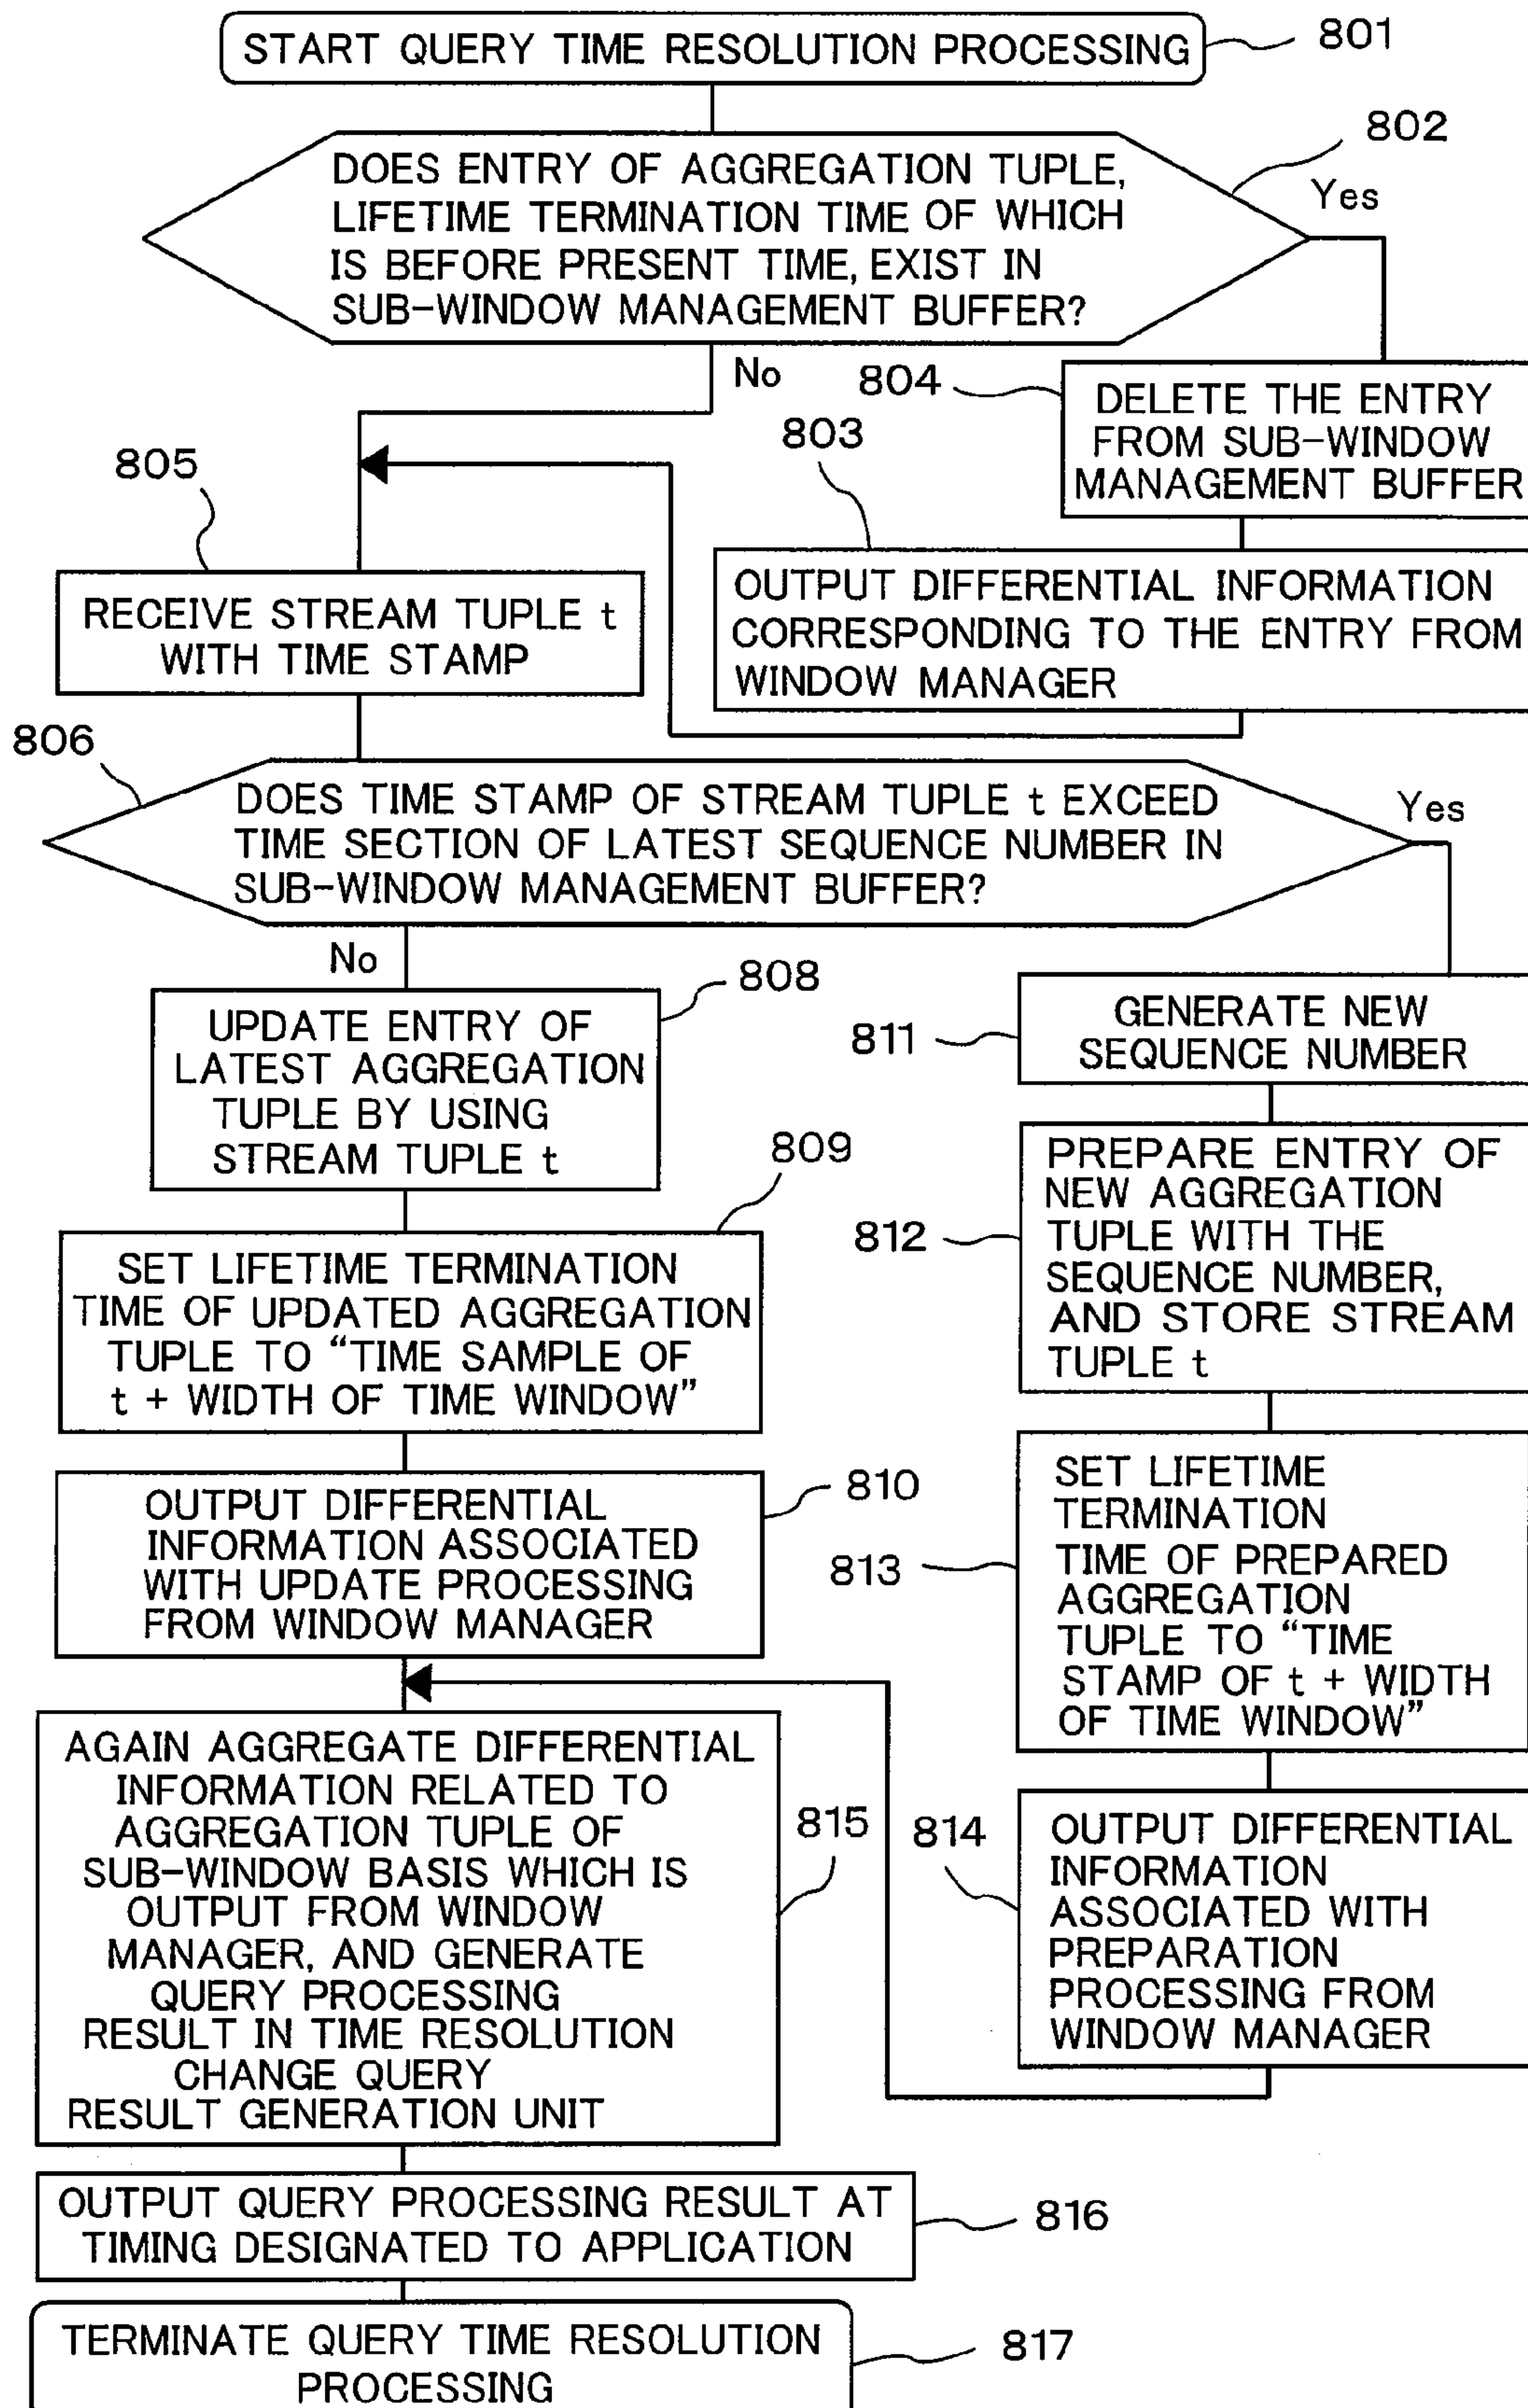 START QUERY TIME RESOLUTION PROCESSING
801
802
DOES ENTRY OF AGGREGATION TUPLE,
LIFETIME TERMINATION TIME OF WHICH
IS BEFORE PRESENT TIME, EXIST IN
SUB-WINDOW MANAGEMENT BUFFER?
Yes
No
804
DELETE THE ENTRY
FROM SUB-WINDOW
MANAGEMENT BUFFER
803
OUTPUT DIFFERENTIAL INFORMATION
CORRESPONDING TO THE ENTRY FROM
WINDOW MANAGER
805
RECEIVE STREAM TUPLE t
WITH TIME STAMP
806
DOES TIME STAMP OF STREAM TUPLE t EXCEED
TIME SECTION OF LATEST SEQUENCE NUMBER IN
SUB-WINDOW MANAGEMENT BUFFER?
Yes
No
808
UPDATE ENTRY OF
LATEST AGGREGATION
TUPLE BY USING
STREAM TUPLE t
809
SET LIFETIME TERMINATION
TIME OF UPDATED AGGREGATION
TUPLE TO “TIME SAMPLE OF
t + WIDTH OF TIME WINDOW”
810
OUTPUT DIFFERENTIAL
INFORMATION ASSOCIATED
WITH UPDATE PROCESSING
FROM WINDOW MANAGER
811
GENERATE NEW
SEQUENCE NUMBER
812
PREPARE ENTRY OF
NEW AGGREGATION
TUPLE WITH THE
SEQUENCE NUMBER,
AND STORE STREAM
TUPLE t
813
SET LIFETIME
TERMINATION
TIME OF PREPARED
AGGREGATION
TUPLE TO “TIME
STAMP OF t + WIDTH
OF TIME WINDOW”
814
OUTPUT DIFFERENTIAL
INFORMATION
ASSOCIATED WITH
PREPARATION
PROCESSING FROM
WINDOW MANAGER
815
AGAIN AGGREGATE DIFFERENTIAL
INFORMATION RELATED TO
AGGREGATION TUPLE OF
SUB-WINDOW BASIS WHICH IS
OUTPUT FROM WINDOW
MANAGER, AND GENERATE
QUERY PROCESSING
RESULT IN TIME RESOLUTION
CHANGE QUERY
RESULT GENERATION UNIT
OUTPUT QUERY PROCESSING RESULT AT
TIMING DESIGNATED TO APPLICATION
816
TERMINATE QUERY TIME RESOLUTION
PROCESSING
817